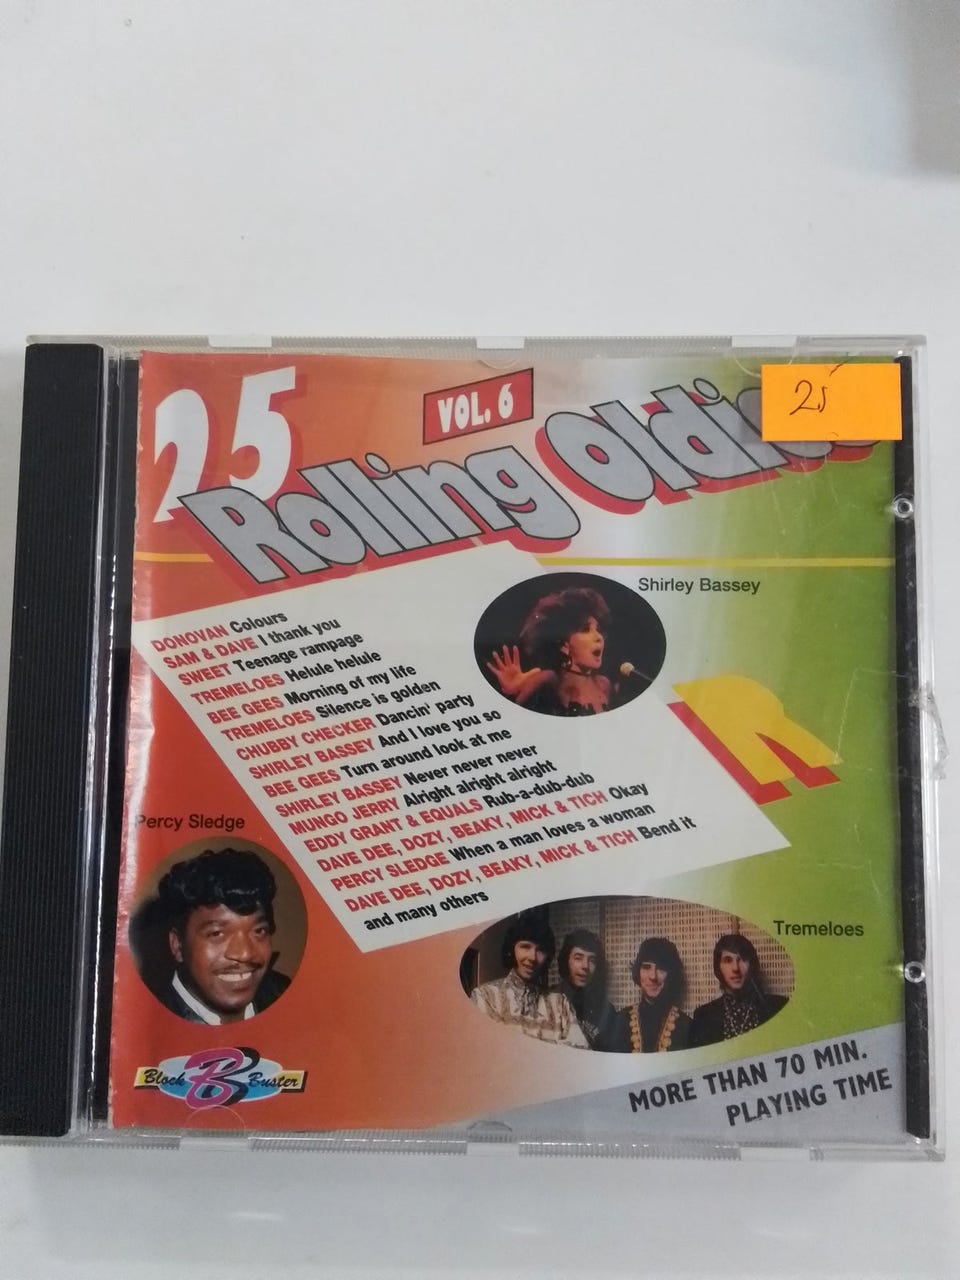 25
VOL. 6
Rolling Oldies
25
Shirley Bassey
DONOVAN Colours
SAM & DAVE I thank you
SWEET Teenage rampage
TREMELOES Helule helule
BEE GEES Morning of my life
TREMELOES Silence is golden
CHUBBY CHECKER Dancin' party
SHIRLEY BASSEY And I love you so
BEE GEES Turn around look at me
SHIRLEY BASSEY Never never never
MUNGO JERRY Alright alright alright
EDDY GRANT & EQUALS Rub-a-dub-dub
DAVE DEE, DOZY, BEAKY, MICK & TICH Okay
PERCY SLEDGE When a man loves a woman
DAVE DEE, DOZY, BEAKY, MICK & TICH Bend it
and many others
R
Percy Sledge
Tremeloes
Block B Buster
MORE THAN 70 MIN.
PLAYING TIME